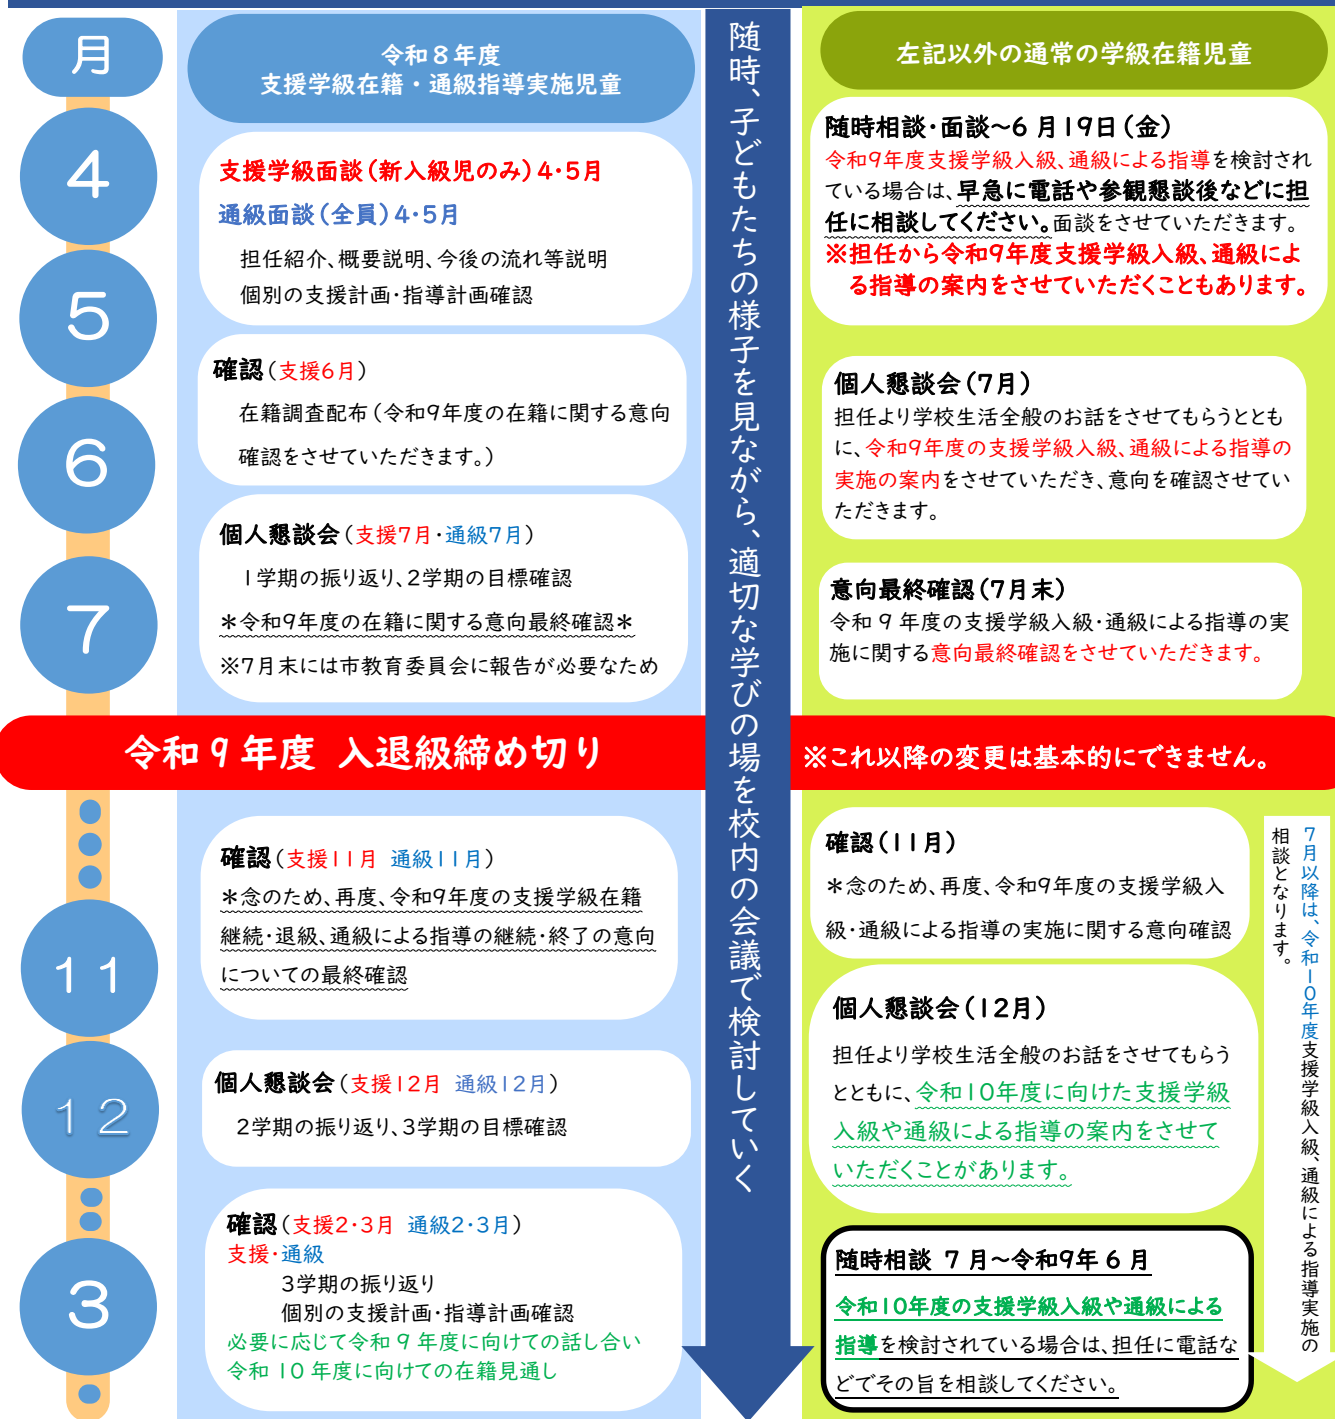 月
4
5
6
7
11
12
3
令和8年度
支援学級在籍・通級指導実施児童
支援学級面談(新入級児のみ)4・5月
通級面談(全員)4・5月
担任紹介、概要説明、今後の流れ等説明
個別の支援計画・指導計画確認
確認(支援6月)
在籍調査配布(令和9年度の在籍に関する意向
確認をさせていただきます。)
個人懇談会(支援7月・通級7月)
1学期の振り返り、2学期の目標確認
＊令和9年度の在籍に関する意向最終確認＊
※7月末には市教育委員会に報告が必要なため
随時、子どもたちの様子を見ながら、適切な学びの場を校内の会議で検討していく
左記以外の通常の学級在籍児童
随時相談・面談～6月19日(金)
令和9年度支援学級入級、通級による指導を検討され
ている場合は、早急に電話や参観懇談後などに担
任に相談してください。面談をさせていただきます。
※担任から令和9年度支援学級入級、通級によ
る指導の案内をさせていただくこともあります。
個人懇談会(7月)
担任より学校生活全般のお話をさせてもらうととも
に、令和9年度の支援学級入級、通級による指導の
実施の案内をさせていただき、意向を確認させてい
ただきます。
意向最終確認(7月末)
令和9年度の支援学級入級・通級による指導の実
施に関する意向最終確認をさせていただきます。
令和9年度 入退級締め切り
※これ以降の変更は基本的にできません。
確認(支援11月 通級11月)
＊念のため、再度、令和9年度の支援学級在籍
継続・退級、通級による指導の継続・終了の意向
についての最終確認
個人懇談会(支援12月 通級12月)
2学期の振り返り、3学期の目標確認
確認(支援2・3月 通級2・3月)
支援・通級
3学期の振り返り
個別の支援計画・指導計画確認
必要に応じて令和9年度に向けての話し合い
令和10年度に向けての在籍見通し
確認(11月)
＊念のため、再度、令和9年度の支援学級入
級・通級による指導の実施に関する意向確認
個人懇談会(12月)
担任より学校生活全般のお話をさせてもらう
とともに、令和10年度に向けた支援学級
入級や通級による指導の案内をさせて
いただくことがあります。
随時相談 7月～令和9年6月
令和10年度の支援学級入級や通級による
指導を検討されている場合は、担任に電話な
どでその旨を相談してください。
7月以降は、令和10年度支援学級入級、通級による指導実施の
相談となります。